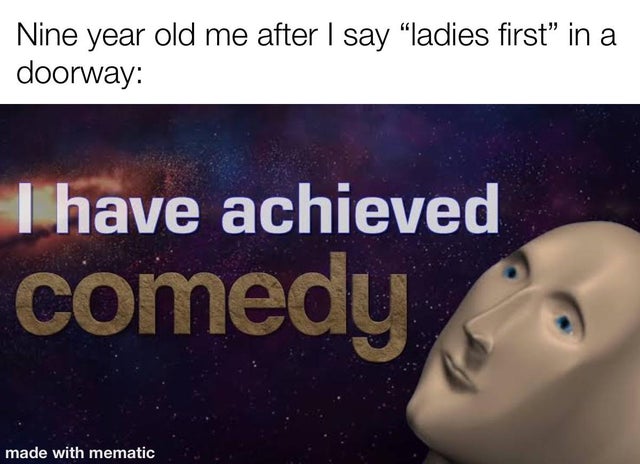 Nine year old me after I say “ladies first” in a
doorway:
I have achieved
comedy
made with mematic